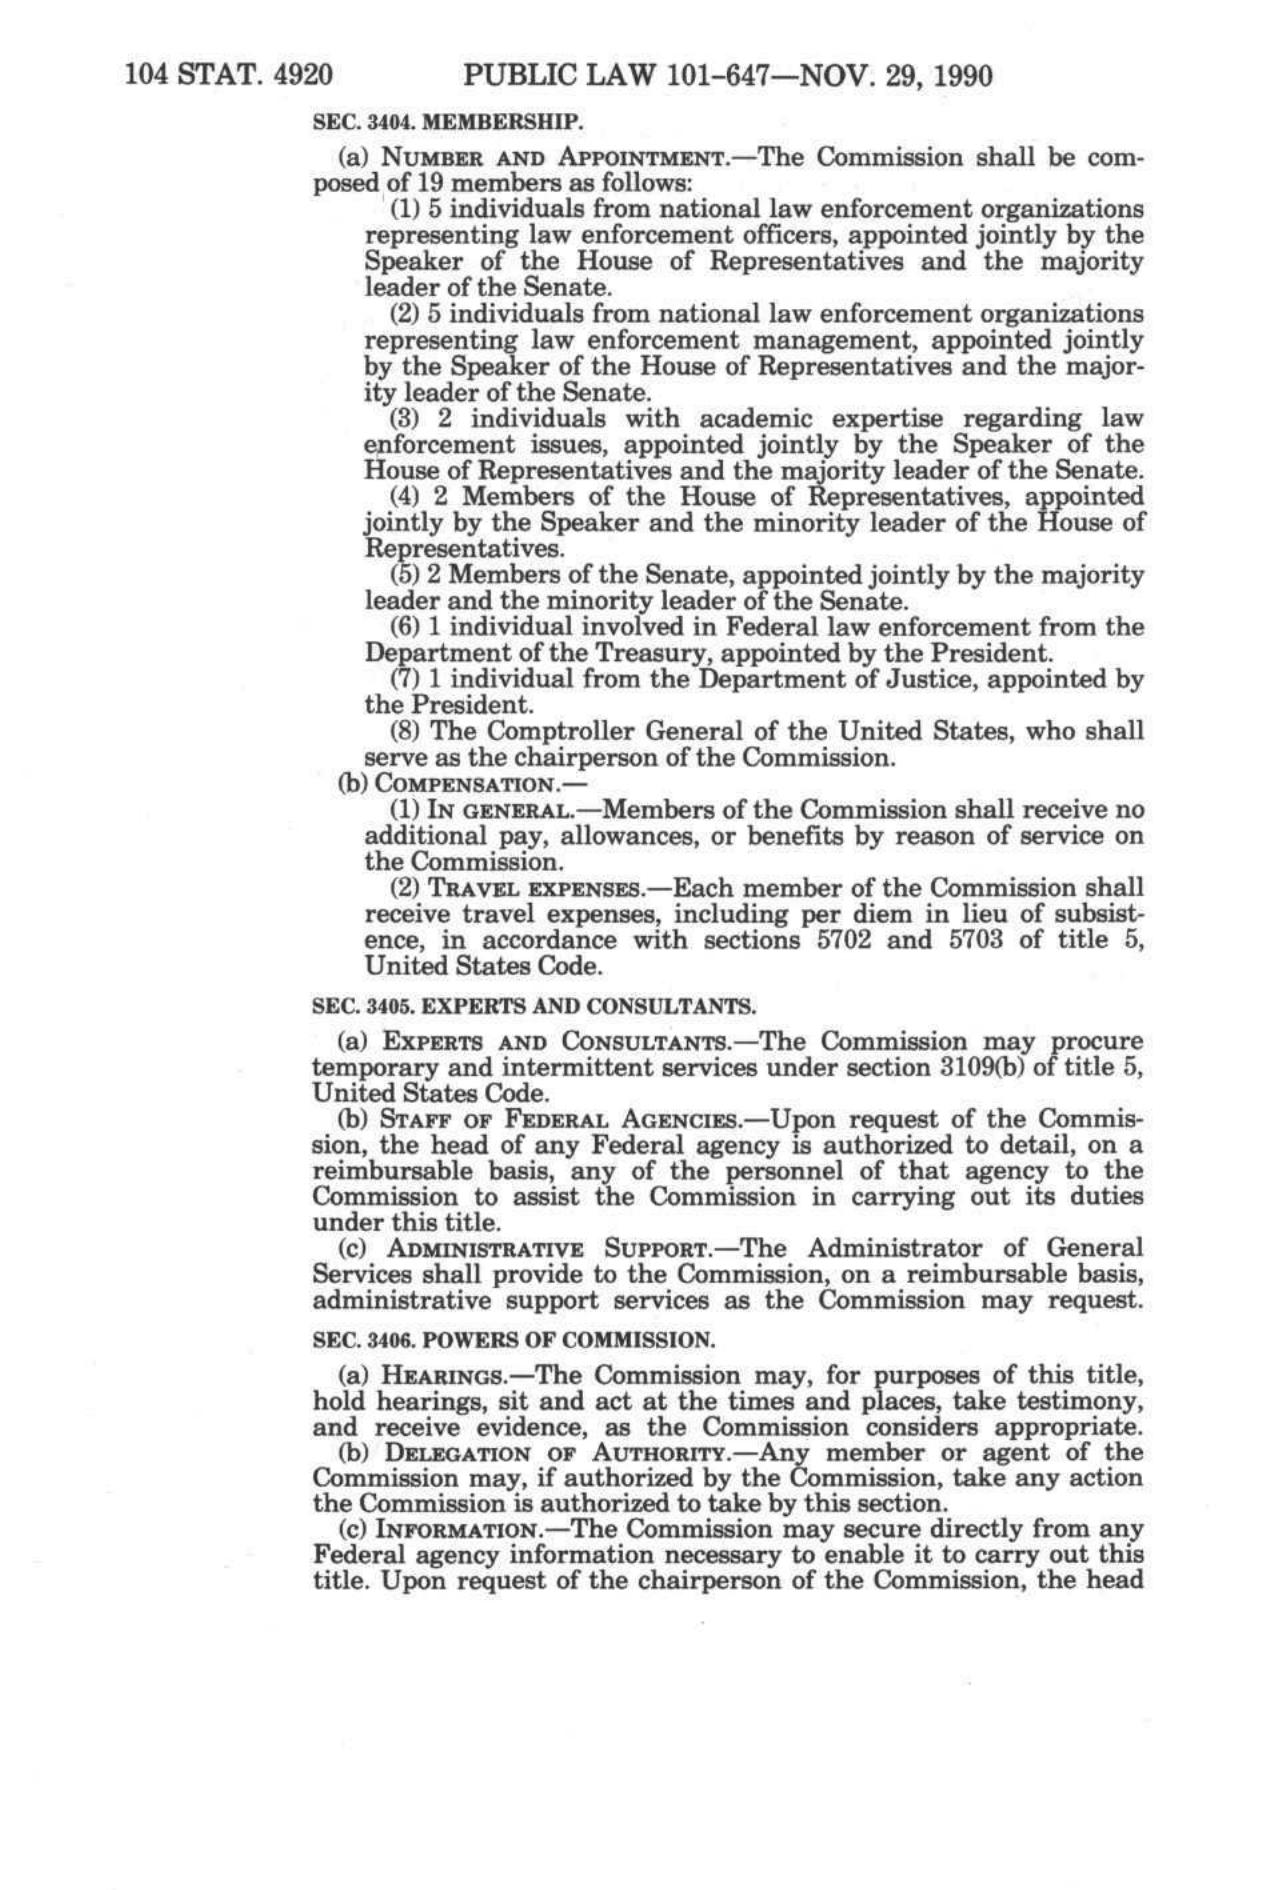 104 STAT. 4920 PUBLIC LAW 101–647—NOV. 29, 1990
SEC. 3404. MEMBERSHIP.
(a) NUMBER AND APPOINTMENT.—The Commission shall be com-
posed of 19 members as follows:
(1) 5 individuals from national law enforcement organizations
representing law enforcement officers, appointed jointly by the
Speaker of the House of Representatives and the majority
leader of the Senate.
(2) 5 individuals from national law enforcement organizations
representing law enforcement management, appointed jointly
by the Speaker of the House of Representatives and the major-
ity leader of the Senate.
(3) 2 individuals with academic expertise regarding law
enforcement issues, appointed jointly by the Speaker of the
House of Representatives and the majority leader of the Senate.
(4) 2 Members of the House of Representatives, appointed
jointly by the Speaker and the minority leader of the House of
Representatives.
(5) 2 Members of the Senate, appointed jointly by the majority
leader and the minority leader of the Senate.
(6) 1 individual involved in Federal law enforcement from the
Department of the Treasury, appointed by the President.
(7) 1 individual from the Department of Justice, appointed by
the President.
(8) The Comptroller General of the United States, who shall
serve as the chairperson of the Commission.
(b) COMPENSATION.—
(1) IN GENERAL.—Members of the Commission shall receive no
additional pay, allowances, or benefits by reason of service on
the Commission.
(2) TRAVEL EXPENSES.—Each member of the Commission shall
receive travel expenses, including per diem in lieu of subsist-
ence, in accordance with sections 5702 and 5703 of title 5,
United States Code.
SEC. 3405. EXPERTS AND CONSULTANTS.
(a) EXPERTS AND CONSULTANTS.—The Commission may procure
temporary and intermittent services under section 3109(b) of title 5,
United States Code.
(b) STAFF OF FEDERAL AGENCIES.—Upon request of the Commis-
sion, the head of any Federal agency is authorized to detail, on a
reimbursable basis, any of the personnel of that agency to the
Commission to assist the Commission in carrying out its duties
under this title.
(c) ADMINISTRATIVE SUPPORT.—The Administrator of General
Services shall provide to the Commission, on a reimbursable basis,
administrative support services as the Commission may request.
SEC. 3406. POWERS OF COMMISSION.
(a) HEARINGS.—The Commission may, for purposes of this title,
hold hearings, sit and act at the times and places, take testimony,
and receive evidence, as the Commission considers appropriate.
(b) DELEGATION OF AUTHORITY.—Any member or agent of the
Commission may, if authorized by the Commission, take any action
the Commission is authorized to take by this section.
(c) INFORMATION.—The Commission may secure directly from any
Federal agency information necessary to enable it to carry out this
title. Upon request of the chairperson of the Commission, the head